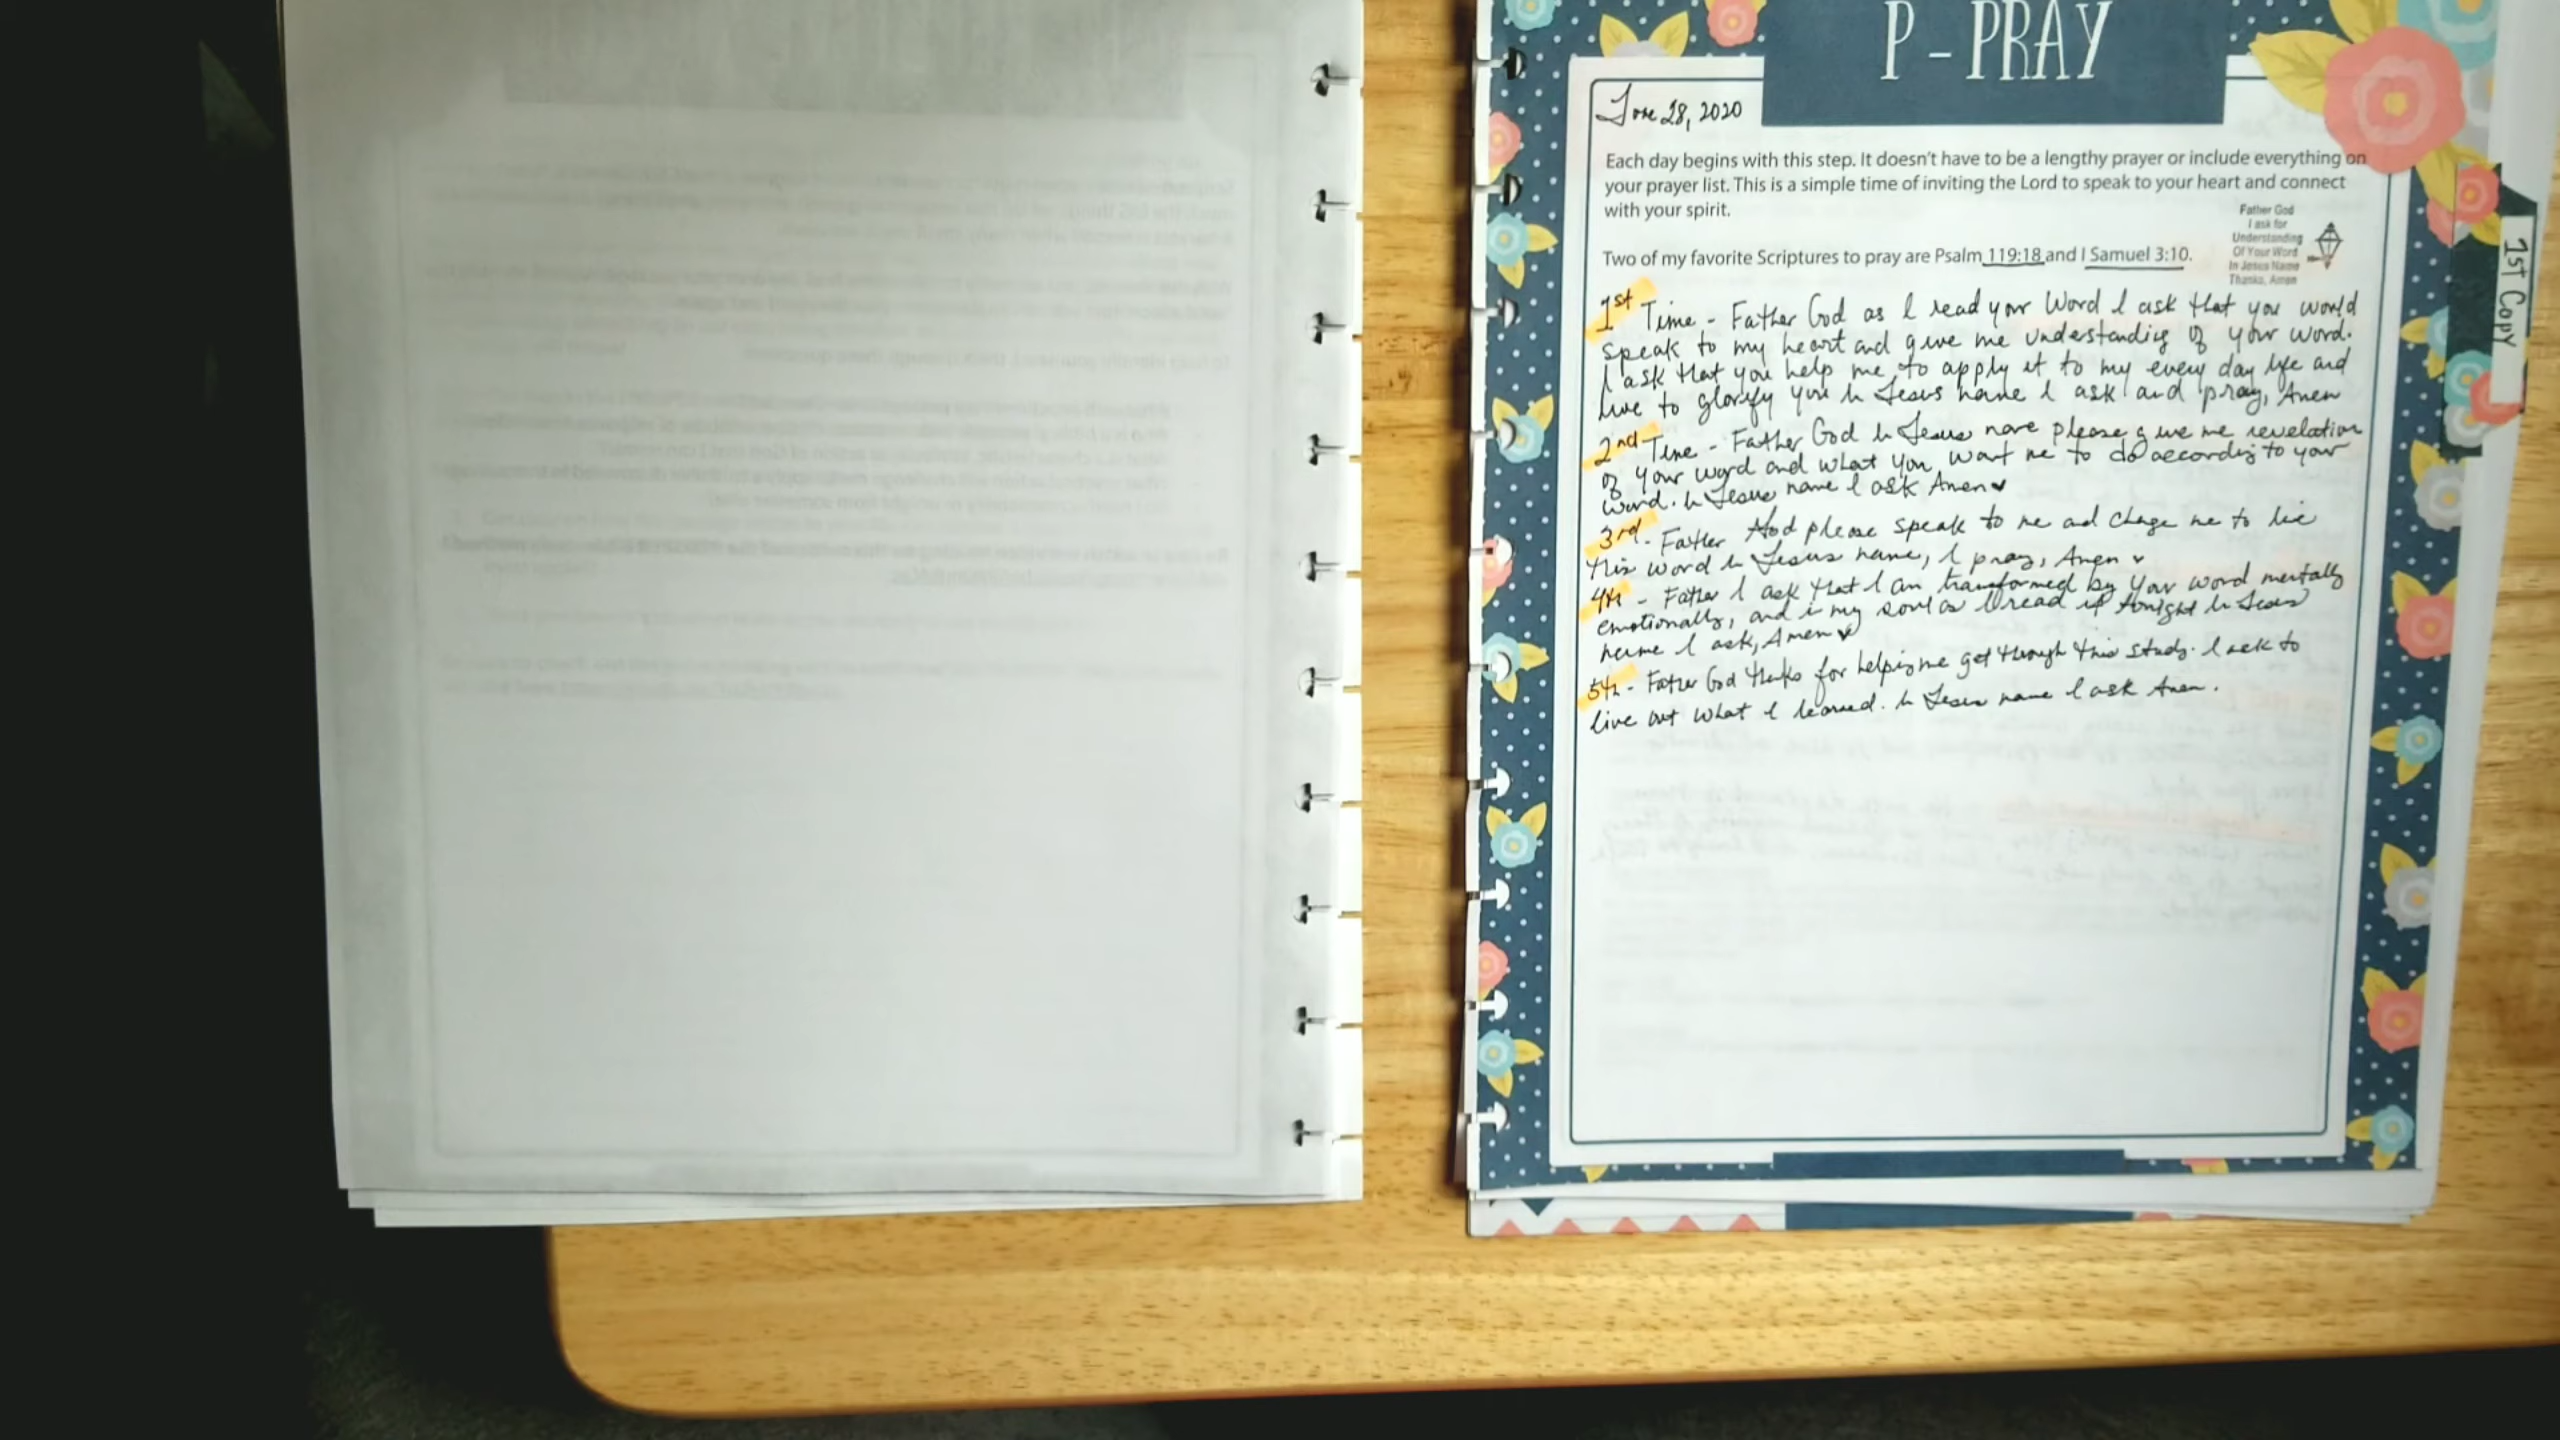 P - PRAY
June 28, 2020
Each day begins with this step. It doesn't have to be a lengthy prayer or include everything on
your prayer list. This is a simple time of inviting the Lord to speak to your heart and connect
with your spirit.
Father God
I ask for
Understanding
Of Your Word
In Jesus Name
Thanks, Amen
Two of my favorite Scriptures to pray are Psalm 119:18 and I Samuel 3:10.
1st Time - Father God as I read your Word I ask that you would
speak to my heart and give me understanding of your word.
I ask that you help me to apply it to my every day life and
live to glorify you In Jesus name I ask and pray, Amen
2nd Time - Father God In Jesus name please give me revelation
of your word and what you want me to do according to your
word. In Jesus name I ask Amen
3rd - Father God please speak to me and change me to live
this word In Jesus name, I pray, Amen
4th - Father I ask that I am transformed by your word mentally
emotionally, and in my soul as I read it tonight In Jesus
name I ask, Amen
5th - Father God thanks for helping me get through this study. I ask to
live out what I learned. In Jesus name I ask Amen.
1st Copy